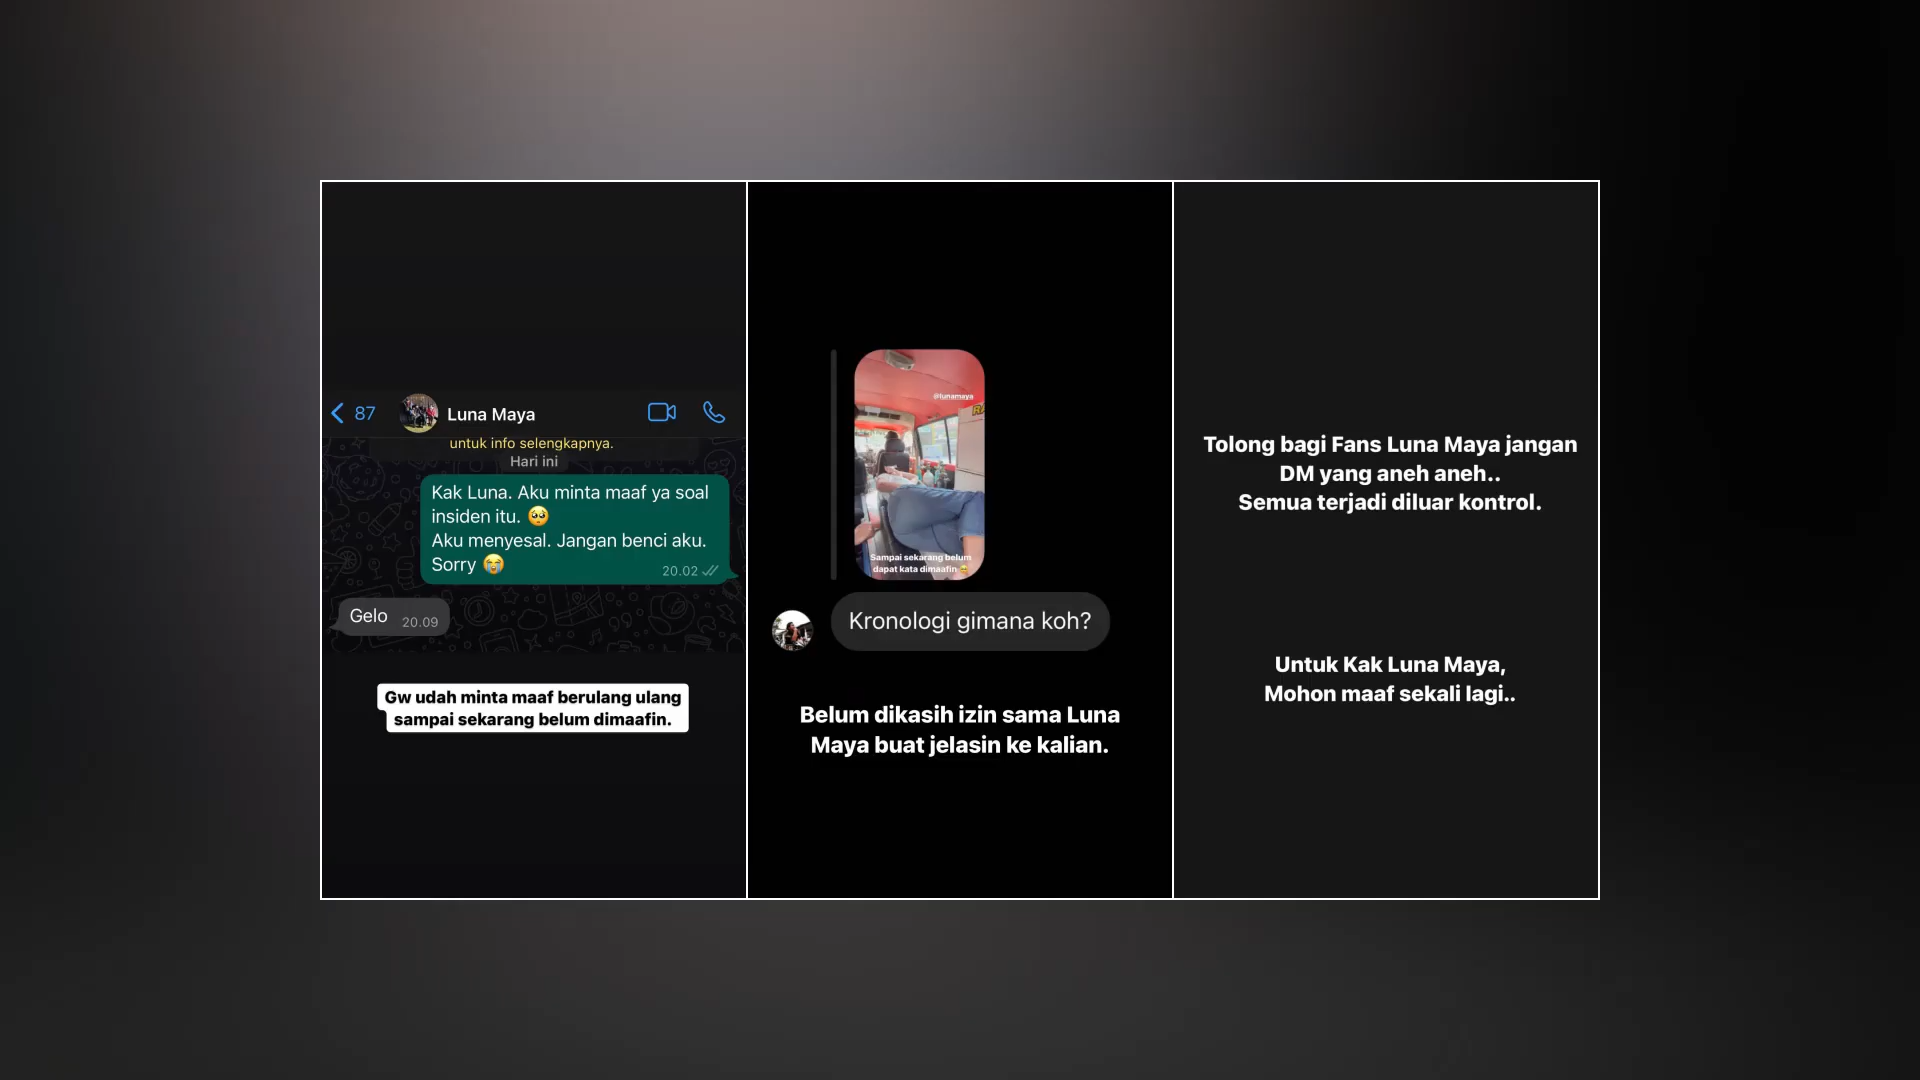 87
Luna Maya
untuk info selengkapnya.
Hari ini
Kak Luna. Aku minta maaf ya soal
insiden itu. 🥺
Aku menyesal. Jangan benci aku.
Sorry 😭
20.02
Gelo
20.09
Gw udah minta maaf berulang ulang
sampai sekarang belum dimaafin.
@lunamaya
Sampai sekarang belum
dapat kata dimaafin
Kronologi gimana koh?
Belum dikasih izin sama Luna
Maya buat jelasin ke kalian.
Tolong bagi Fans Luna Maya jangan
DM yang aneh aneh..
Semua terjadi diluar kontrol.
Untuk Kak Luna Maya,
Mohon maaf sekali lagi..